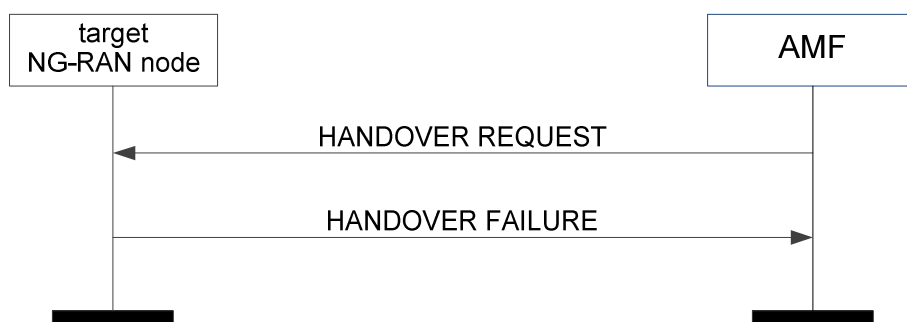 target
NG-RAN node
AMF
HANDOVER REQUEST
HANDOVER FAILURE